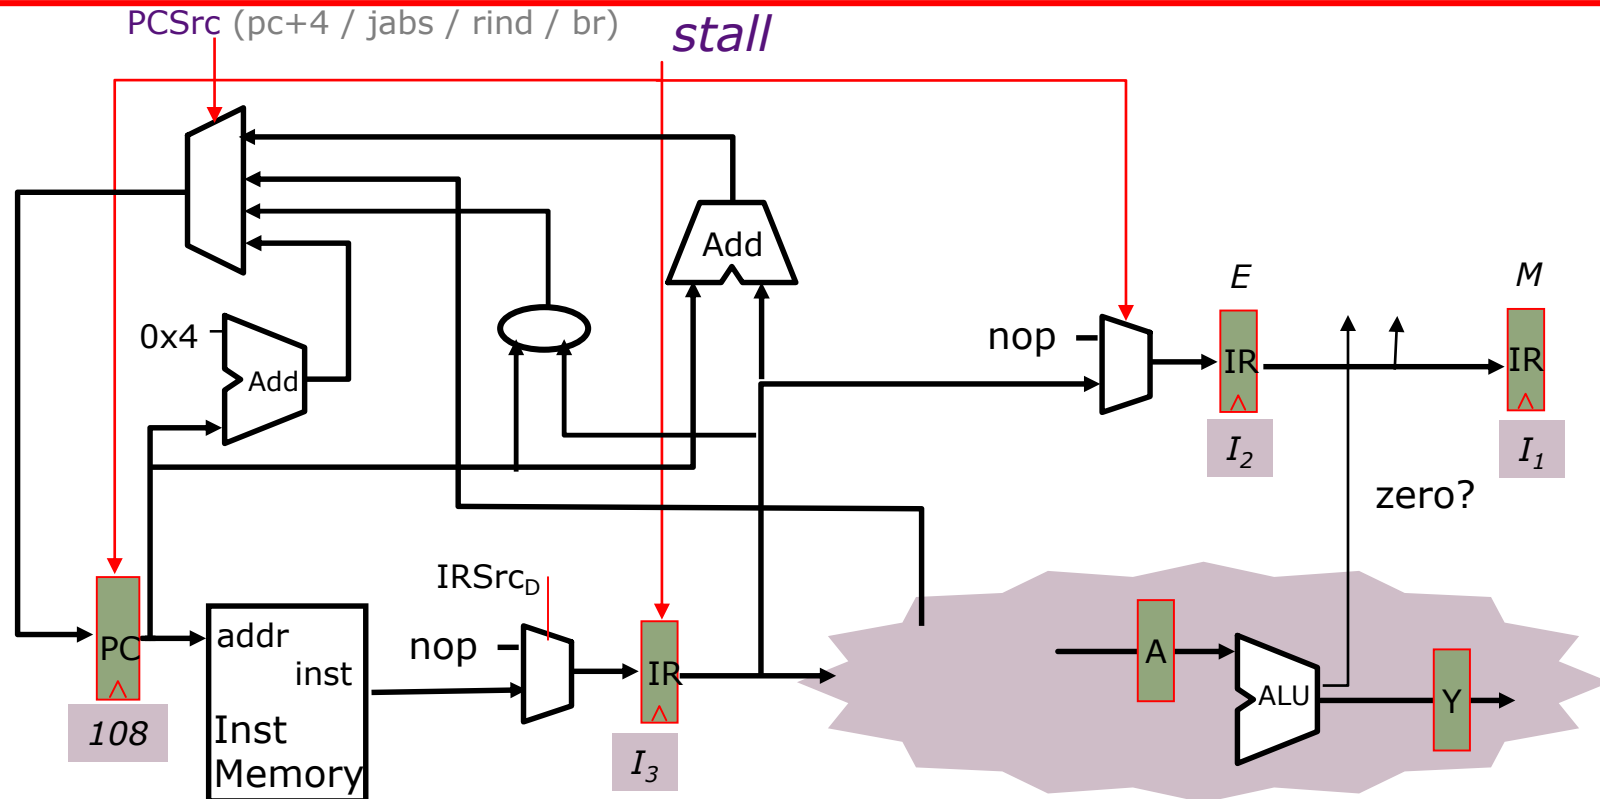 PCSrc (pc+4 / jabs / rind / br)
stall
Add
E
M
0x4
Add
nop
IR
IR
I2
I1
zero?
IRSrcD
PC
addr
inst
Inst
Memory
nop
IR
A
ALU
Y
108
I3